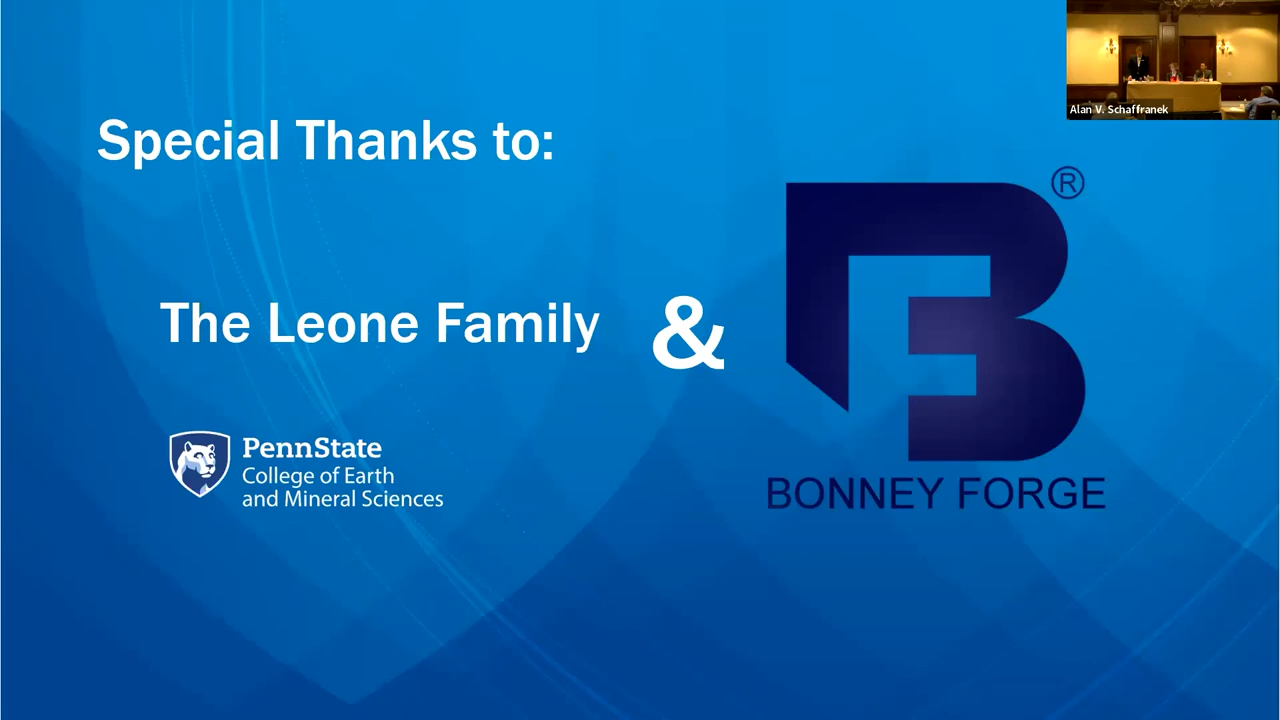 Alan V. Schaffranek
Special Thanks to:
®
The Leone Family
&
PennState
College of Earth
and Mineral Sciences
BONNEY FORGE